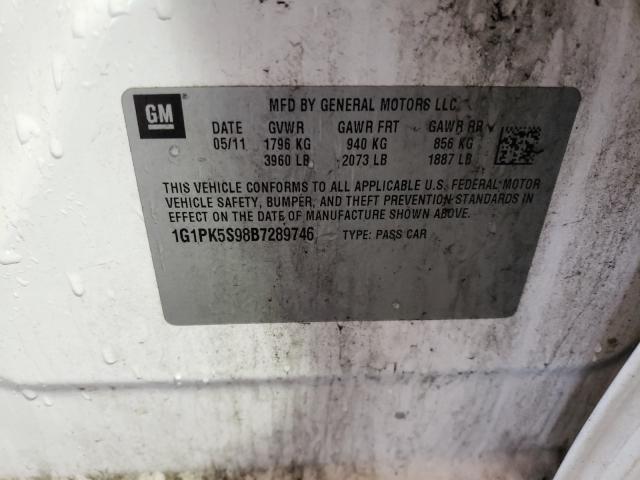 GM
MFD BY GENERAL MOTORS LLC
DATE GVWR GAWR FRT GAWR RR
05/11 1796 KG 940 KG 856 KG
3960 LB 2073 LB 1887 LB
THIS VEHICLE CONFORMS TO ALL APPLICABLE U.S. FEDERAL MOTOR
VEHICLE SAFETY, BUMPER, AND THEFT PREVENTION STANDARDS IN
EFFECT ON THE DATE OF MANUFACTURE SHOWN ABOVE.
1G1PK5S98B7289746 TYPE: PASS CAR